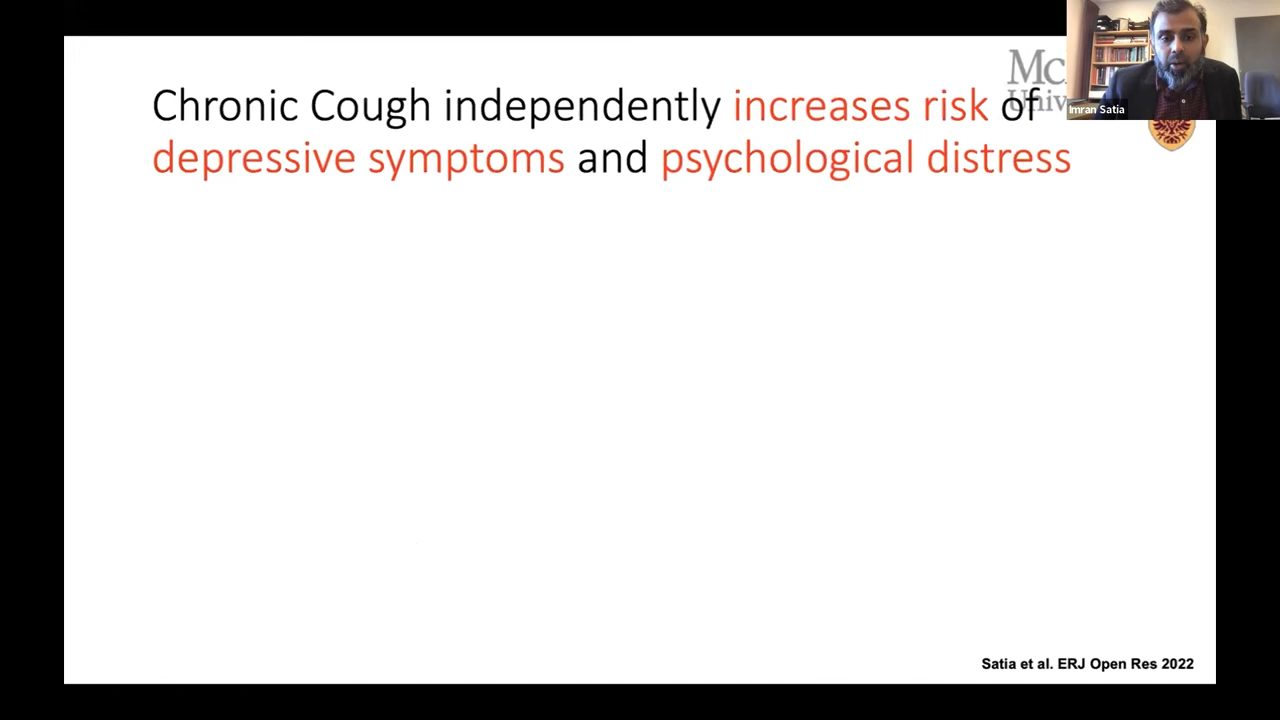 Chronic Cough independently increases risk of
depressive symptoms and psychological distress
Imran Satia
Satia et al. ERJ Open Res 2022